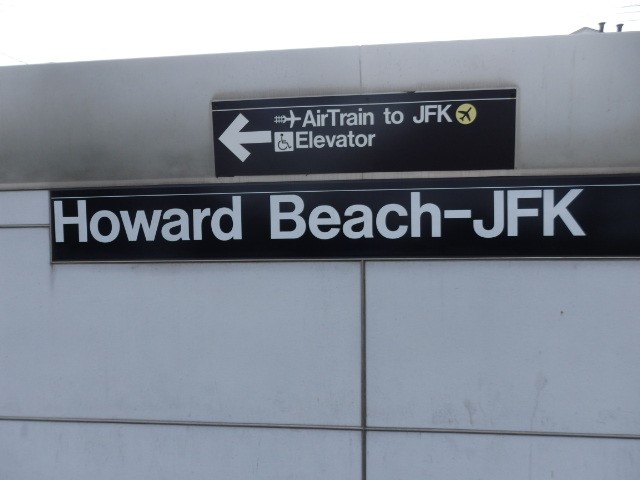 AirTrain to JFK
Elevator
Howard Beach-JFK